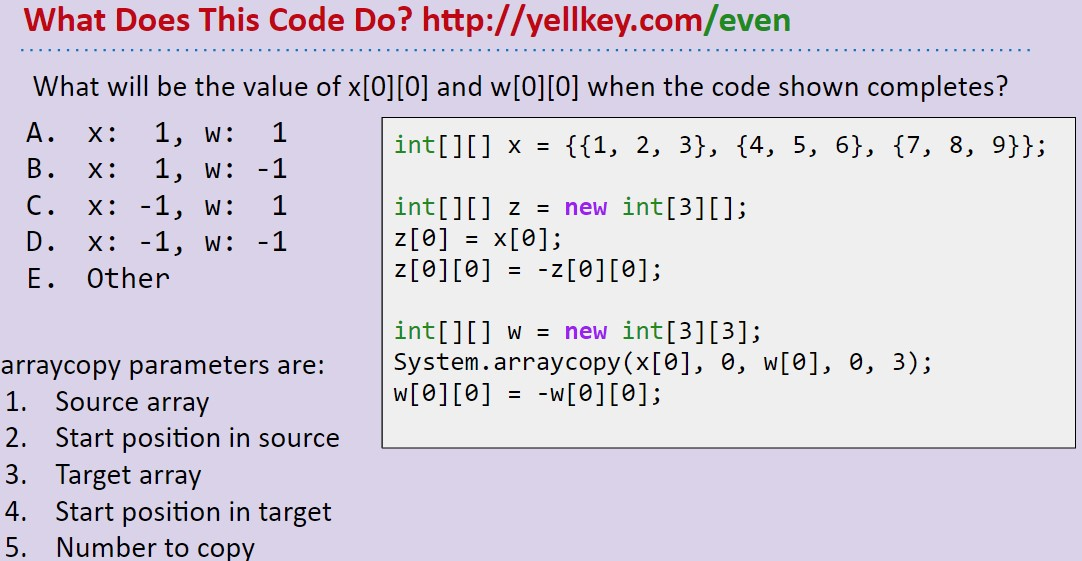 What Does This Code Do? http://yellkey.com/even
What will be the value of x[0][0] and w[0][0] when the code shown completes?
A. x: 1, w: 1
B. x: 1, w: -1
C. x: -1, w: 1
D. x: -1, w: -1
E. Other
arraycopy parameters are:
1. Source array
2. Start position in source
3. Target array
4. Start position in target
5. Number to copy
int[][] x = {{1, 2, 3}, {4, 5, 6}, {7, 8, 9}};
int[][] z = new int[3][];
z[0] = x[0];
z[0][0] = -z[0][0];
int[][] w = new int[3][3];
System.arraycopy(x[0], 0, w[0], 0, 3);
w[0][0] = -w[0][0];